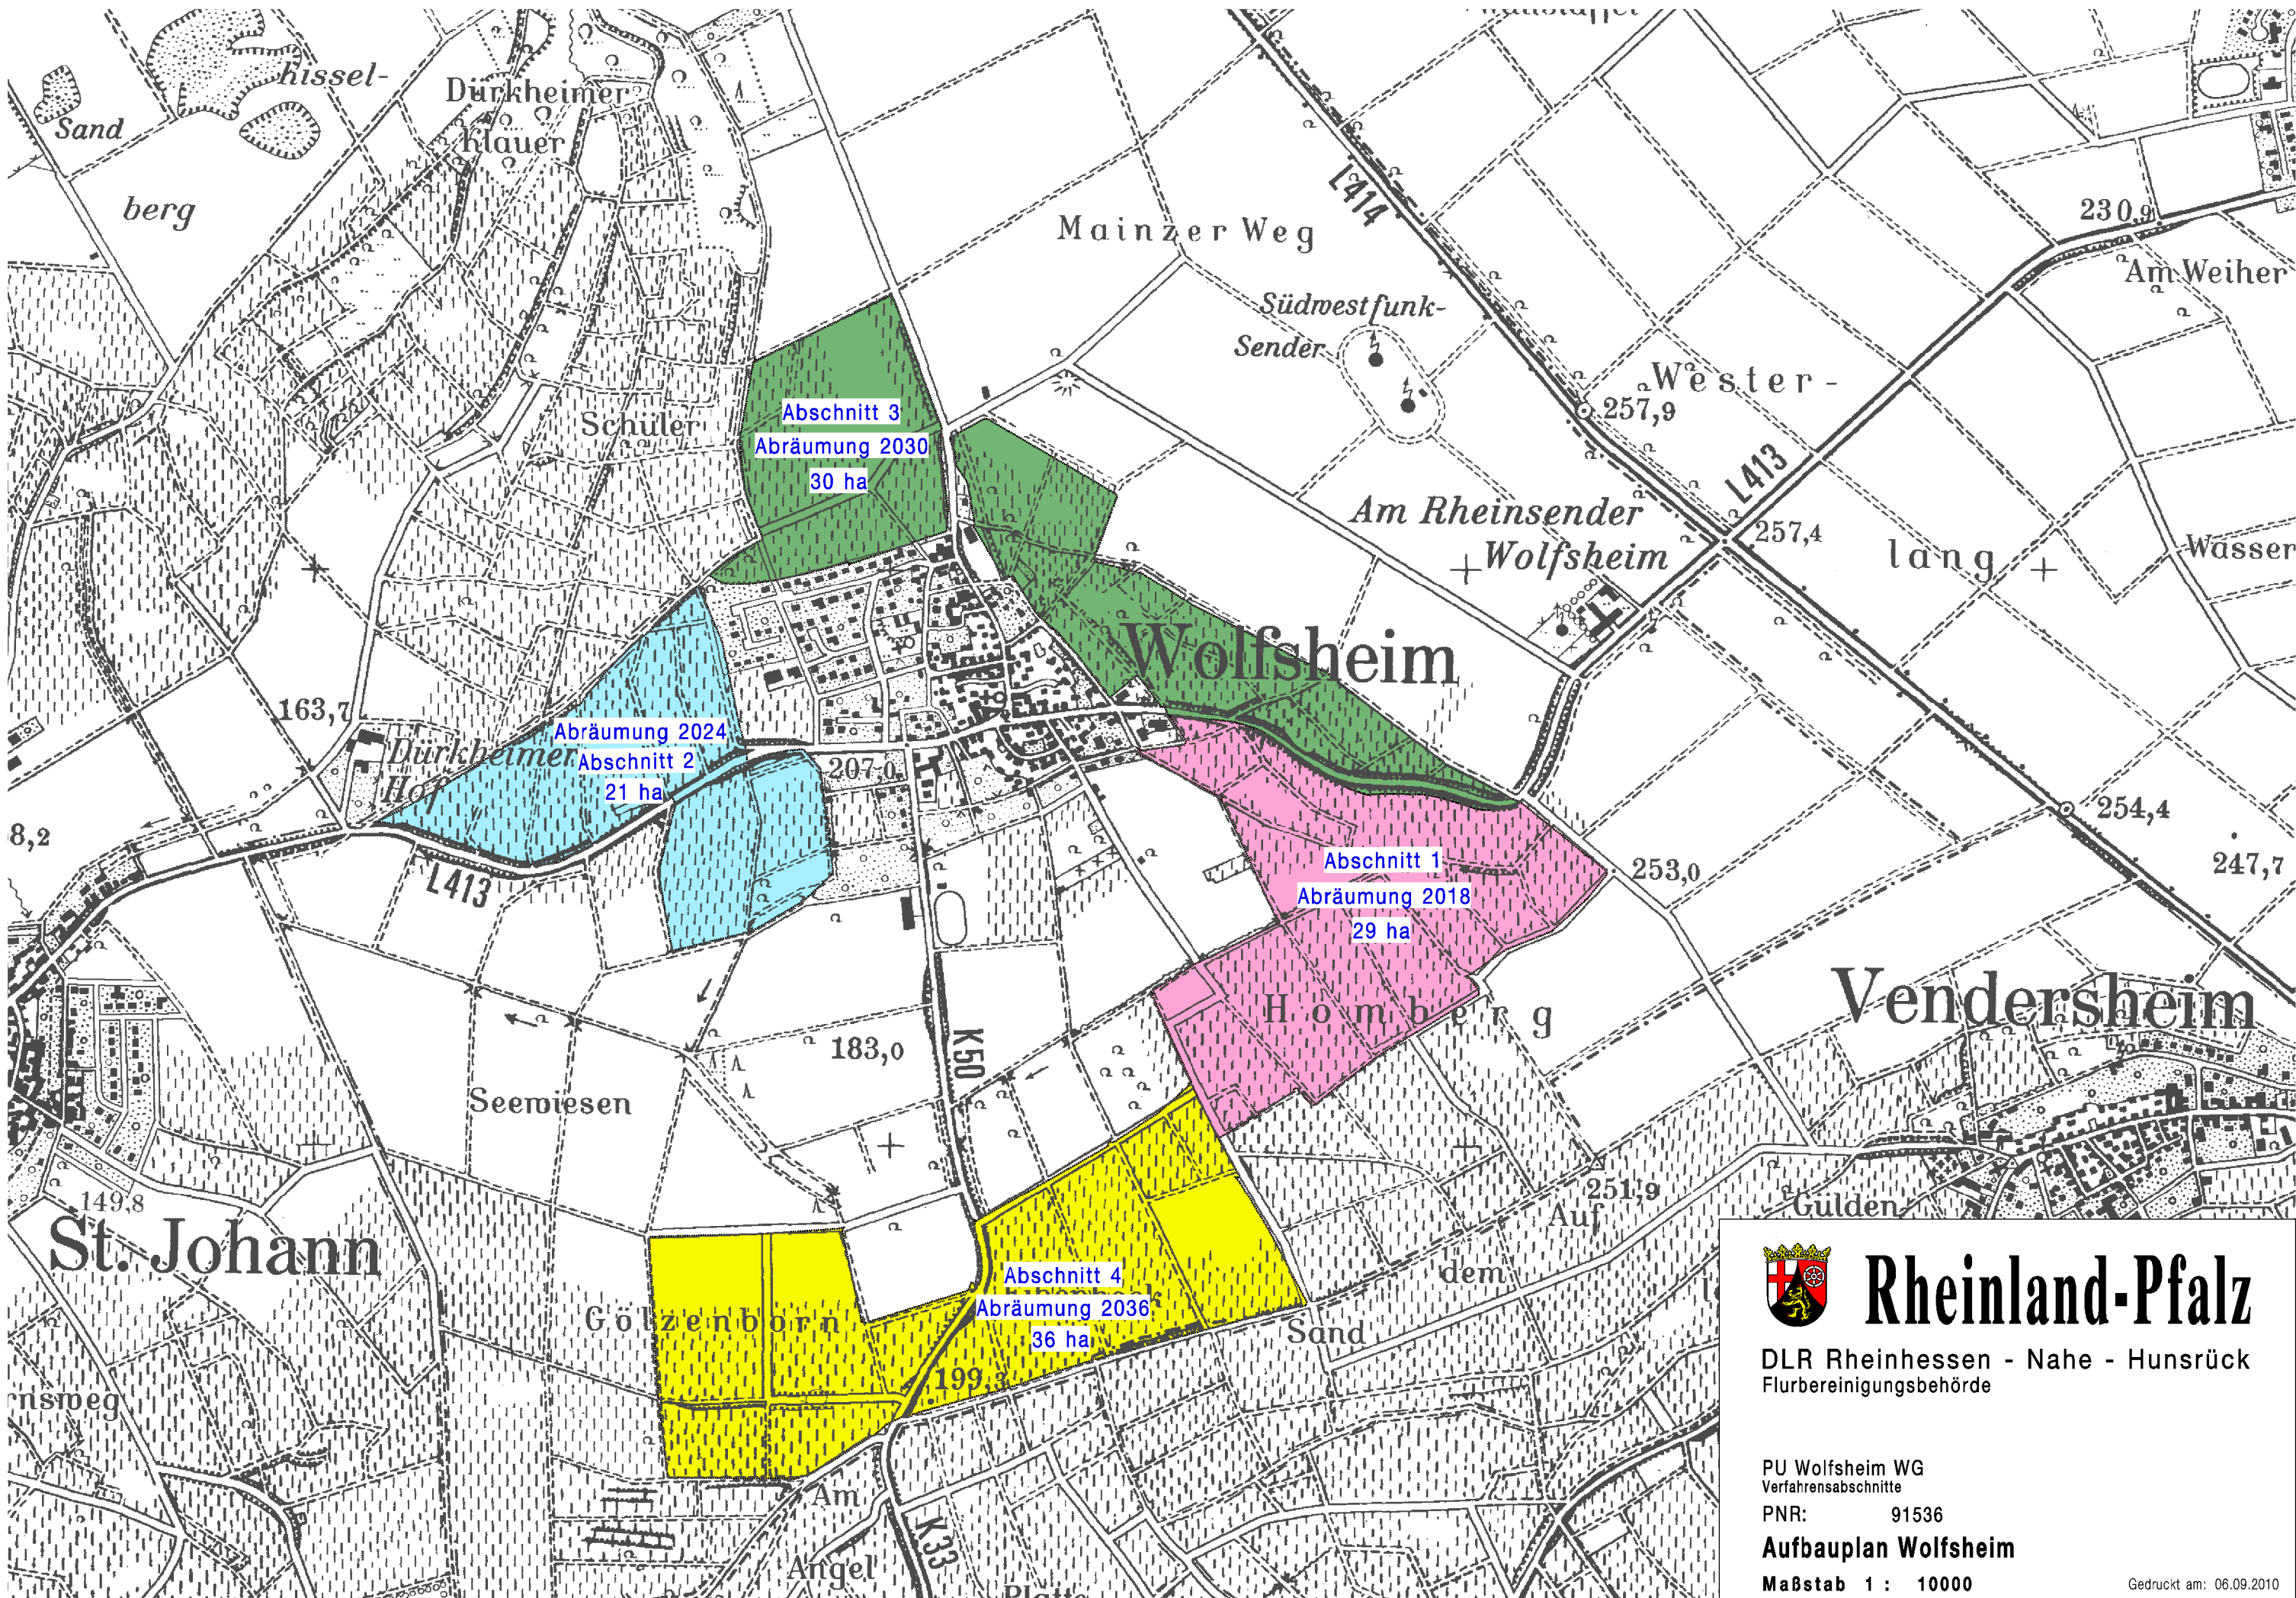 hissel-
Sand
berg
Dürkheimer
Klauer
Mainzer Weg
L414
230,9
Am Weiher
Südwestfunk-
Sender
Wester-
257,9
Schüler
Abschnitt 3
Abräumung 2030
30 ha
L413
Am Rheinsender
Wolfsheim
257,4
lang
Wasser
Wolfsheim
163,7
Dürkheimer
Hof
Abräumung 2024
Abschnitt 2
21 ha
207,0
8,2
L413
254,4
247,7
Abschnitt 1
Abräumung 2018
29 ha
253,0
Homberg
Vendersheim
K50
183,0
Seewiesen
149,8
St. Johann
251,9
Auf
dem
Sand
Gülden
Abschnitt 4
Abräumung 2036
36 ha
Gölzenborn
199,3
nsweg
Am
Angel
K33
Platte
Rheinland-Pfalz
DLR Rheinhessen - Nahe - Hunsrück
Flurbereinigungsbehörde
PU Wolfsheim WG
Verfahrensabschnitte
PNR: 91536
Aufbauplan Wolfsheim
Maßstab 1 : 10000
Gedruckt am: 06.09.2010